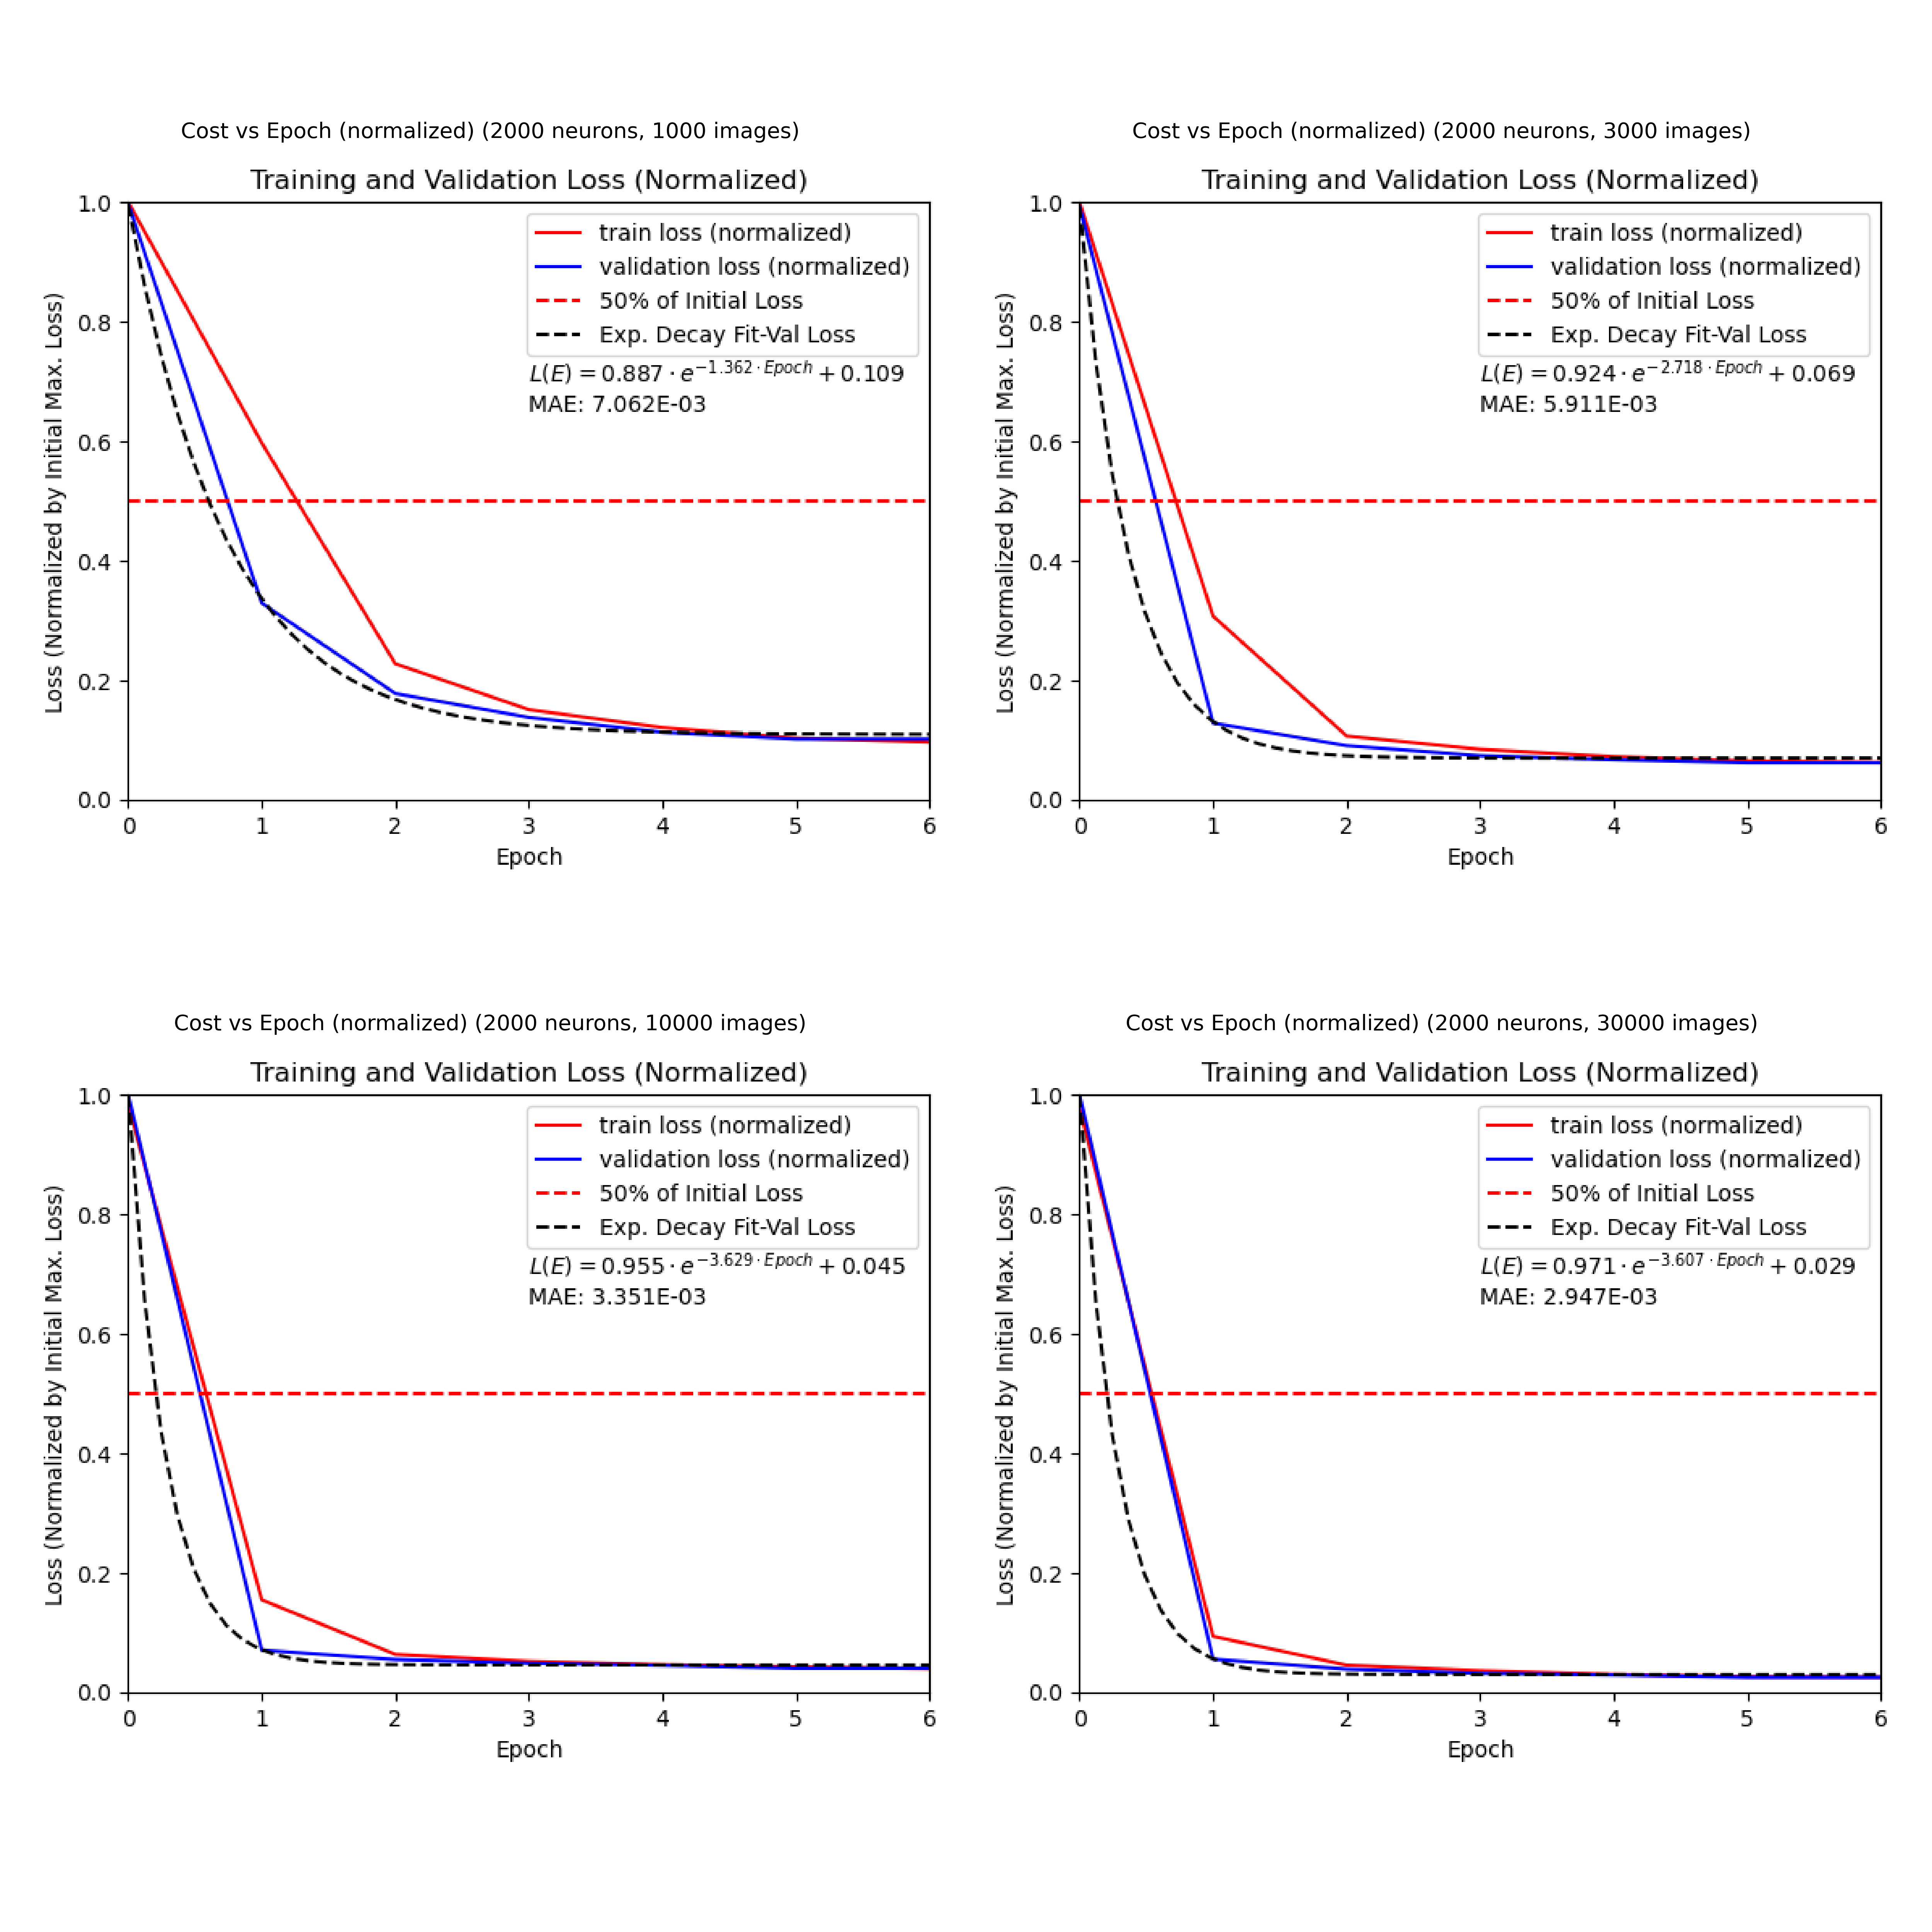 Cost vs Epoch (normalized) (2000 neurons, 1000 images)
Training and Validation Loss (Normalized)
train loss (normalized)
validation loss (normalized)
50% of Initial Loss
Exp. Decay Fit-Val Loss
L(E) = 0.887 · e^{−1.362 · Epoch} + 0.109
MAE: 7.062E-03
Loss (Normalized by Initial Max. Loss)
1.0
0.8
0.6
0.4
0.2
0.0
0 1 2 3 4 5 6
Epoch
Cost vs Epoch (normalized) (2000 neurons, 3000 images)
Training and Validation Loss (Normalized)
train loss (normalized)
validation loss (normalized)
50% of Initial Loss
Exp. Decay Fit-Val Loss
L(E) = 0.924 · e^{−2.718 · Epoch} + 0.069
MAE: 5.911E-03
Loss (Normalized by Initial Max. Loss)
1.0
0.8
0.6
0.4
0.2
0.0
0 1 2 3 4 5 6
Epoch
Cost vs Epoch (normalized) (2000 neurons, 10000 images)
Training and Validation Loss (Normalized)
train loss (normalized)
validation loss (normalized)
50% of Initial Loss
Exp. Decay Fit-Val Loss
L(E) = 0.955 · e^{−3.629 · Epoch} + 0.045
MAE: 3.351E-03
Loss (Normalized by Initial Max. Loss)
1.0
0.8
0.6
0.4
0.2
0.0
0 1 2 3 4 5 6
Epoch
Cost vs Epoch (normalized) (2000 neurons, 30000 images)
Training and Validation Loss (Normalized)
train loss (normalized)
validation loss (normalized)
50% of Initial Loss
Exp. Decay Fit-Val Loss
L(E) = 0.971 · e^{−3.607 · Epoch} + 0.029
MAE: 2.947E-03
Loss (Normalized by Initial Max. Loss)
1.0
0.8
0.6
0.4
0.2
0.0
0 1 2 3 4 5 6
Epoch